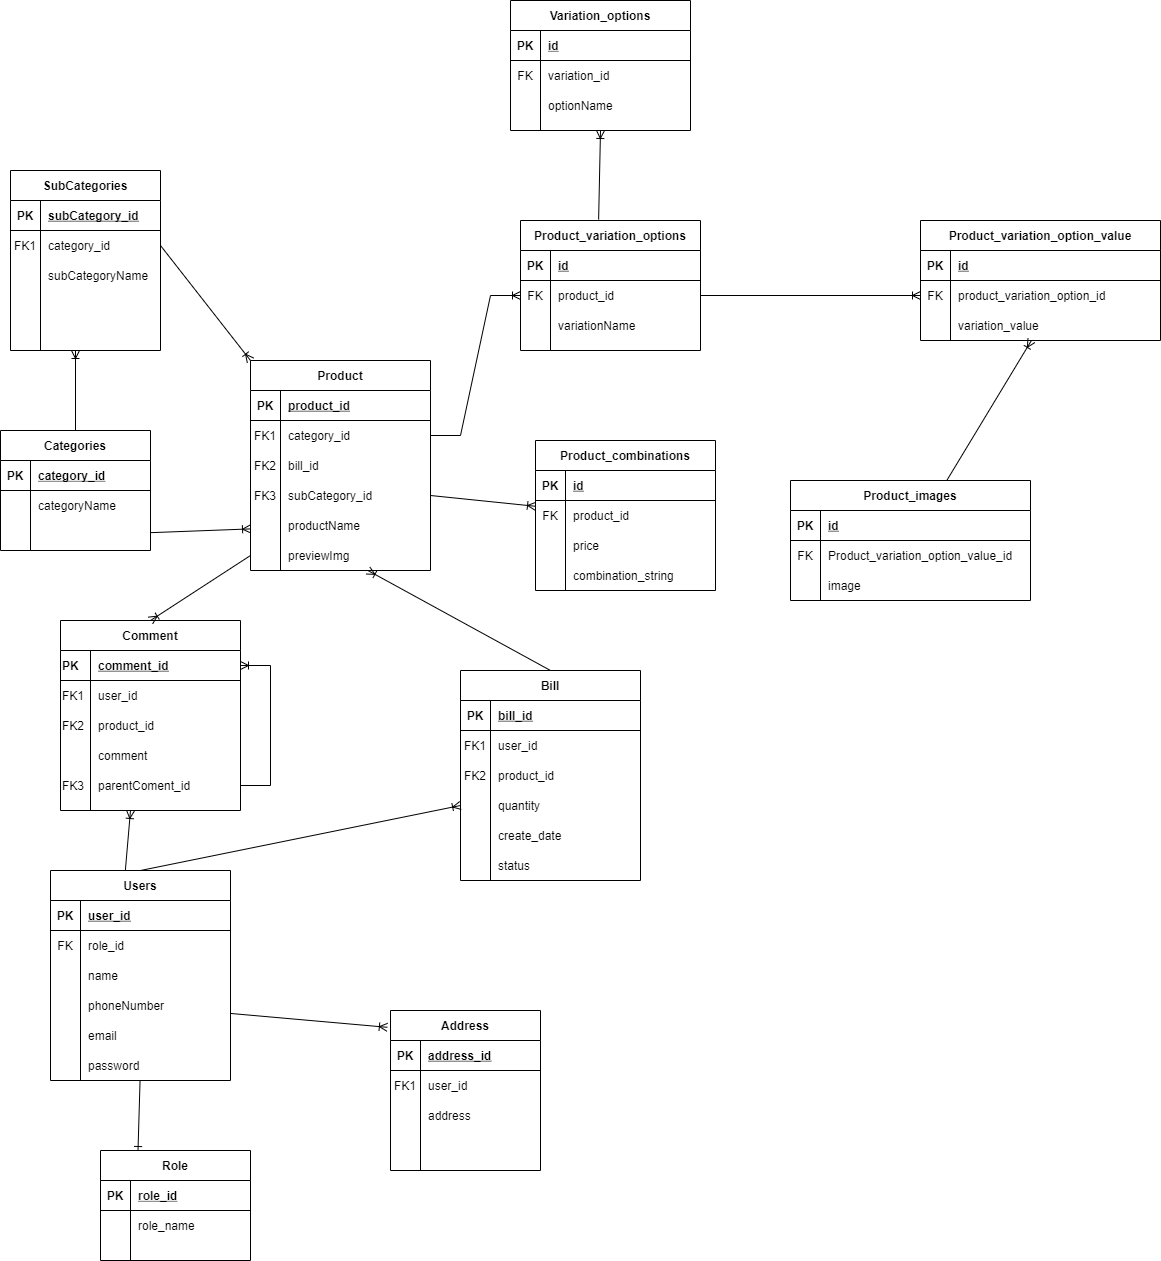 Variation_options
PK id
FK variation_id
optionName
SubCategories
PK subCategory_id
FK1 category_id
subCategoryName
Product_variation_options
PK id
FK product_id
variationName
Product_variation_option_value
PK id
FK product_variation_option_id
variation_value
Product
PK product_id
FK1 category_id
FK2 bill_id
FK3 subCategory_id
productName
previewImg
Categories
PK category_id
categoryName
Product_combinations
PK id
FK product_id
price
combination_string
Product_images
PK id
FK Product_variation_option_value_id
image
Comment
PK comment_id
FK1 user_id
FK2 product_id
comment
FK3 parentComent_id
Bill
PK bill_id
FK1 user_id
FK2 product_id
quantity
create_date
status
Users
PK user_id
FK role_id
name
phoneNumber
email
password
Address
PK address_id
FK1 user_id
address
Role
PK role_id
role_name